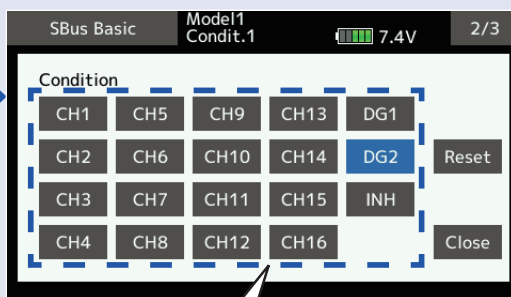 SBus Basic Model1 Condit.1 7.4V 2/3
Condition
CH1 CH5 CH9 CH13 DG1
CH2 CH6 CH10 CH14 DG2 Reset
CH3 CH7 CH11 CH15 INH
CH4 CH8 CH12 CH16 Close